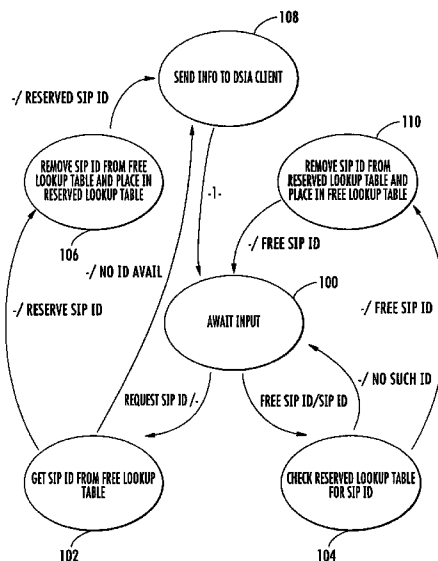 108
SEND INFO TO DSIA CLIENT
-/ RESERVED SIP ID
110
REMOVE SIP ID FROM FREE
LOOKUP TABLE AND PLACE IN
RESERVED LOOKUP TABLE
REMOVE SIP ID FROM
RESERVED LOOKUP TABLE AND
PLACE IN FREE LOOKUP TABLE
-1-
106
-/ NO ID AVAIL
-/ FREE SIP ID
100
-/ RESERVE SIP ID
AWAIT INPUT
-/ FREE SIP ID
-/ NO SUCH ID
REQUEST SIP ID /-
FREE SIP ID/SIP ID
GET SIP ID FROM FREE LOOKUP
TABLE
CHECK RESERVED LOOKUP TABLE
FOR SIP ID
102
104